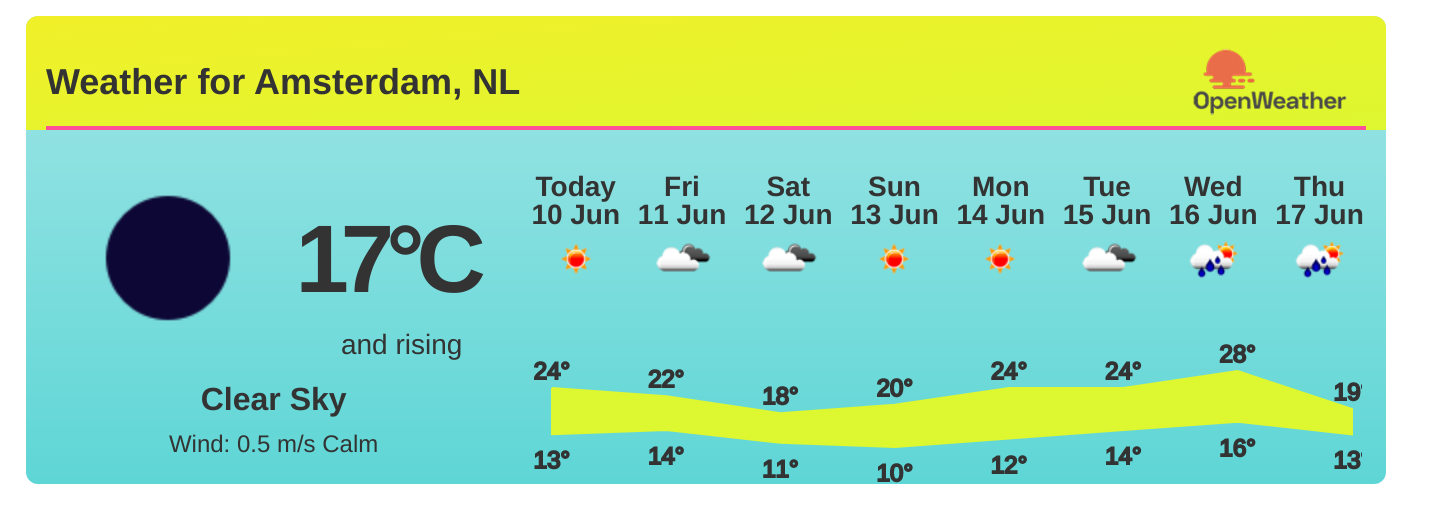 Weather for Amsterdam, NL
OpenWeather
Today Fri Sat Sun Mon Tue Wed Thu
10 Jun 11 Jun 12 Jun 13 Jun 14 Jun 15 Jun 16 Jun 17 Jun
17°C
and rising
Clear Sky
Wind: 0.5 m/s Calm
24° 22° 18° 20° 24° 24° 28° 19°
13° 14° 11° 10° 12° 14° 16° 13°